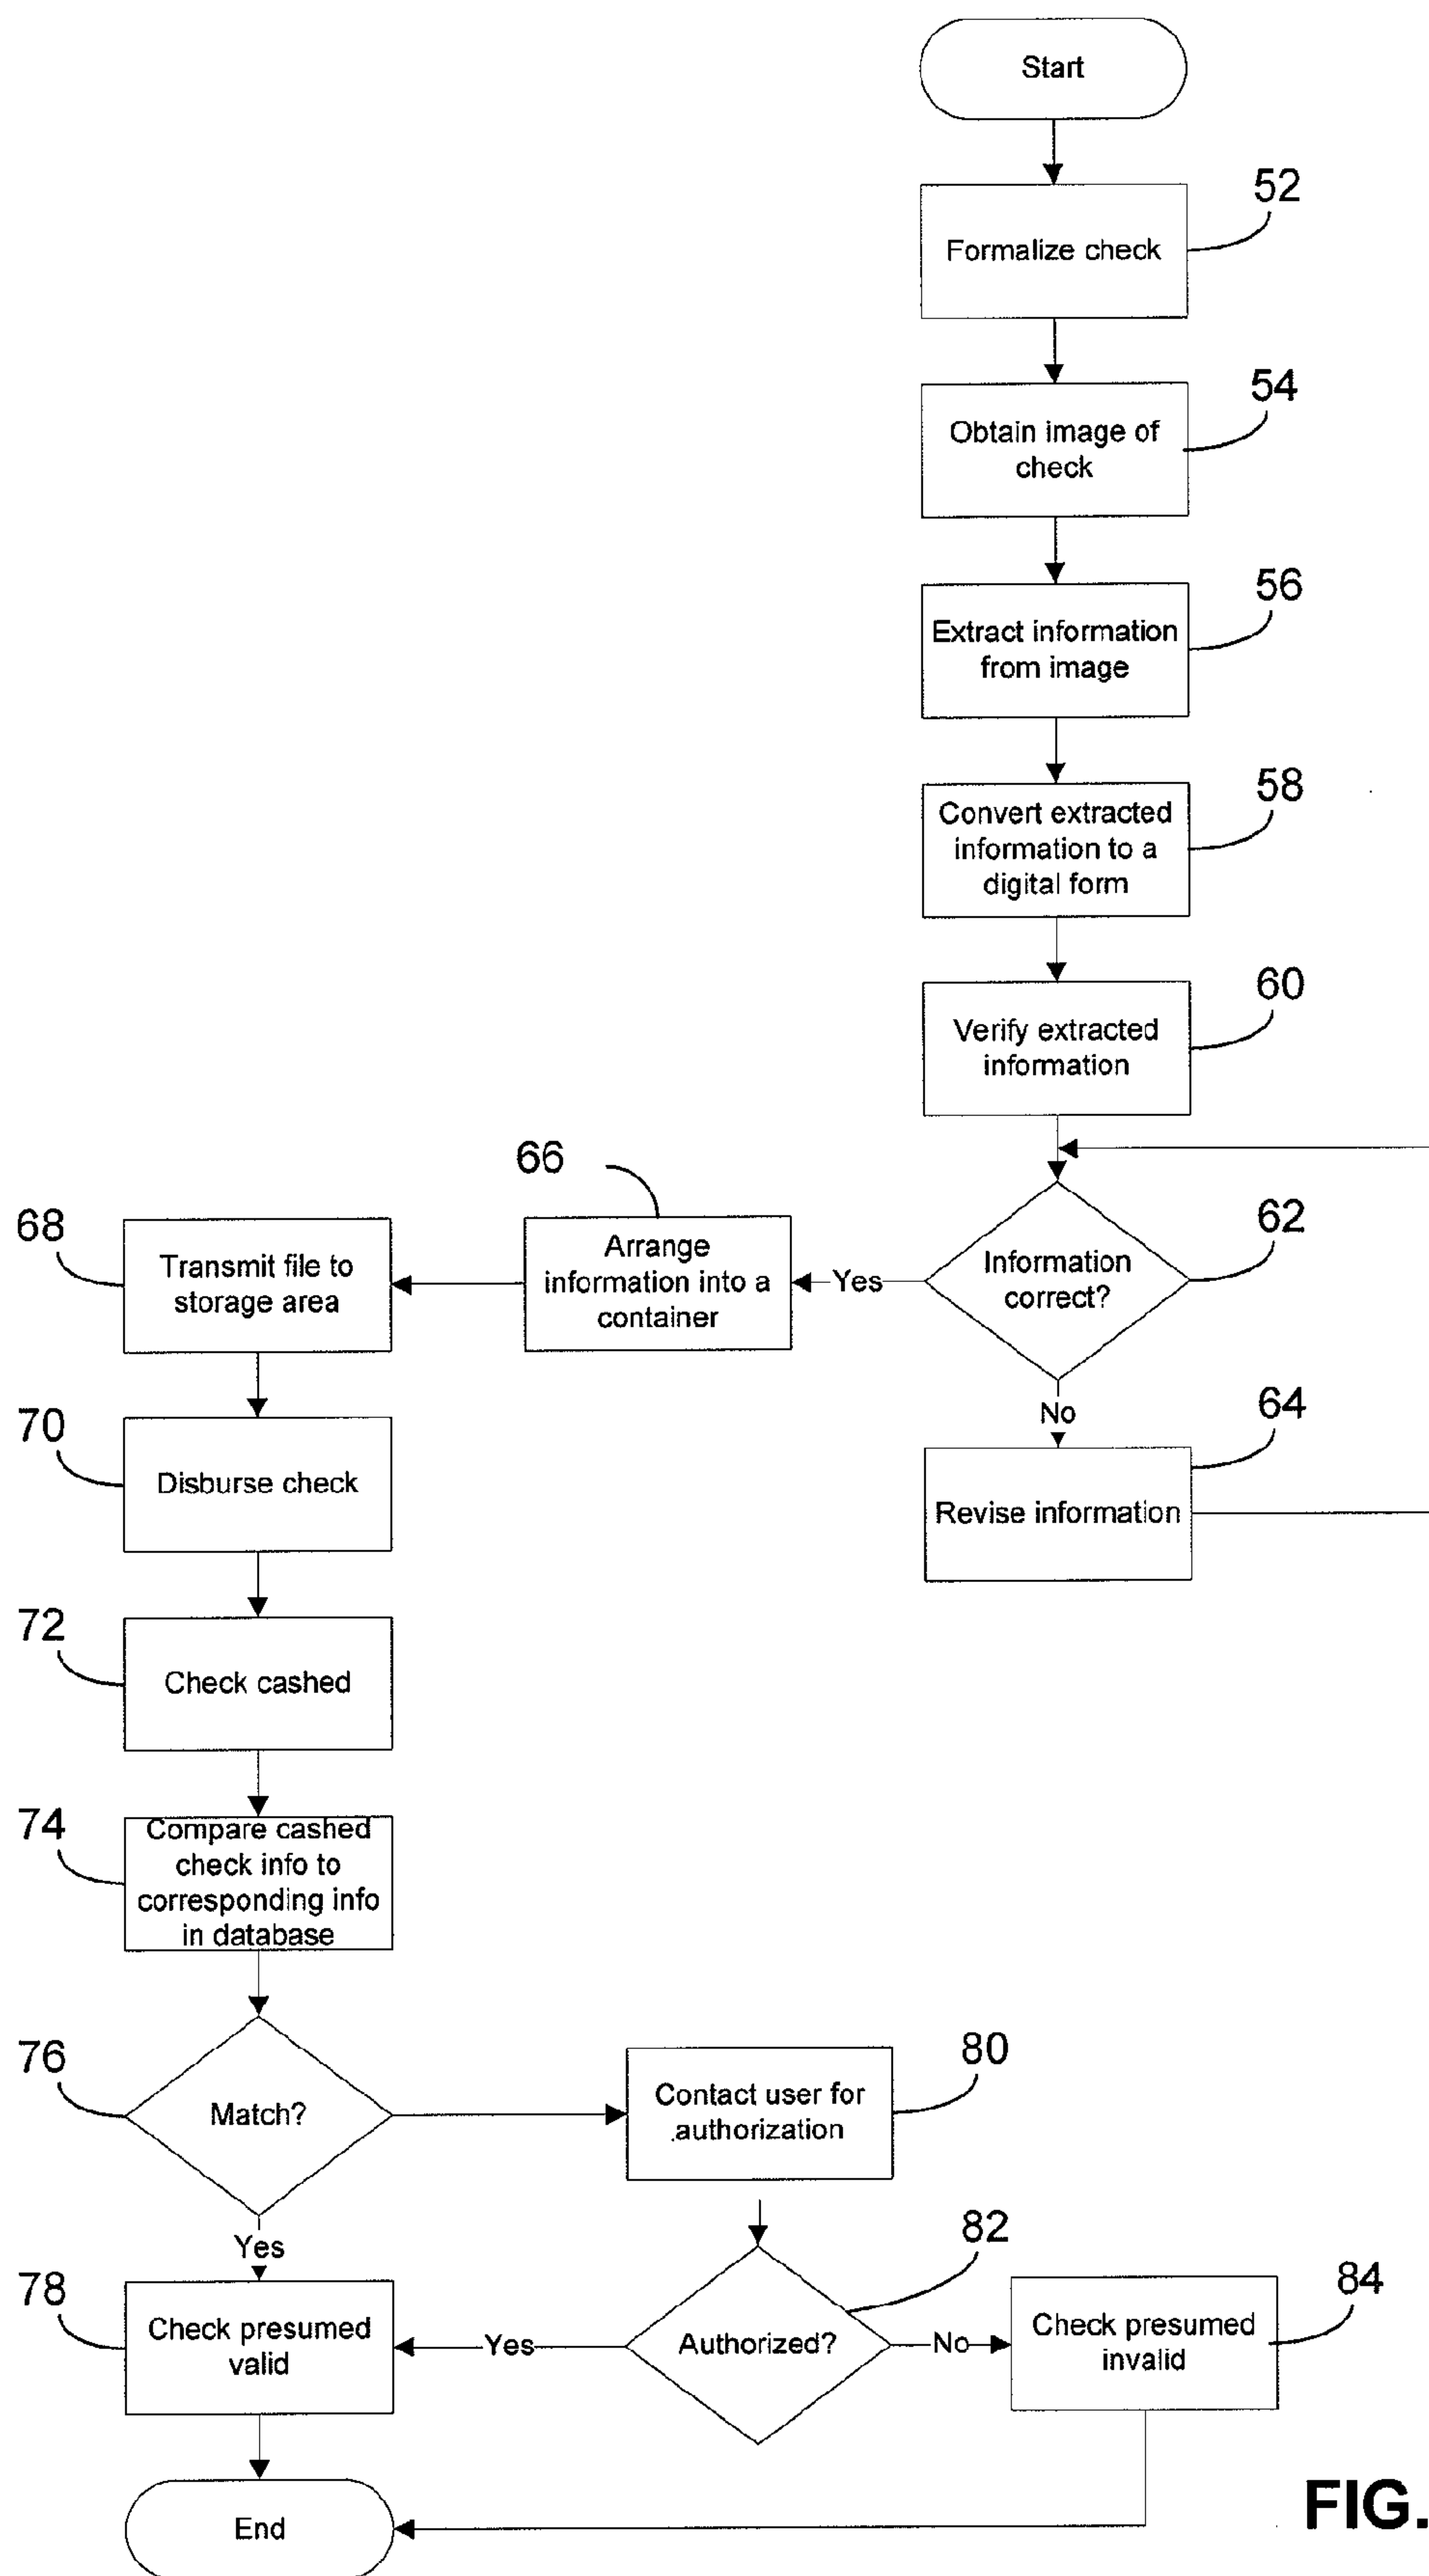 Start
52
Formalize check
54
Obtain image of
check
56
Extract information
from image
58
Convert extracted
information to a
digital form
60
Verify extracted
information
62
Information
correct?
Yes
66
Arrange
information into a
container
68
Transmit file to
storage area
No
64
Revise information
70
Disburse check
72
Check cashed
74
Compare cashed
check info to
corresponding info
in database
76
Match?
80
Contact user for
authorization
Yes
82
Authorized?
Yes
No
78
Check presumed
valid
84
Check presumed
invalid
End
FIG.